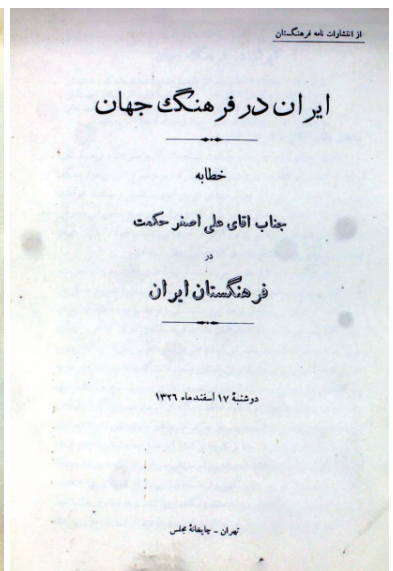 از انتشارات نامه فرهنگستان
ایران در فرهنگ جهان
خطابه
جناب آقای علی اصغر حکمت
در
فرهنگستان ایران
دوشنبهٔ ۱۷ اسفندماه ۱۳۲۶
تهران - چاپخانهٔ مجلس